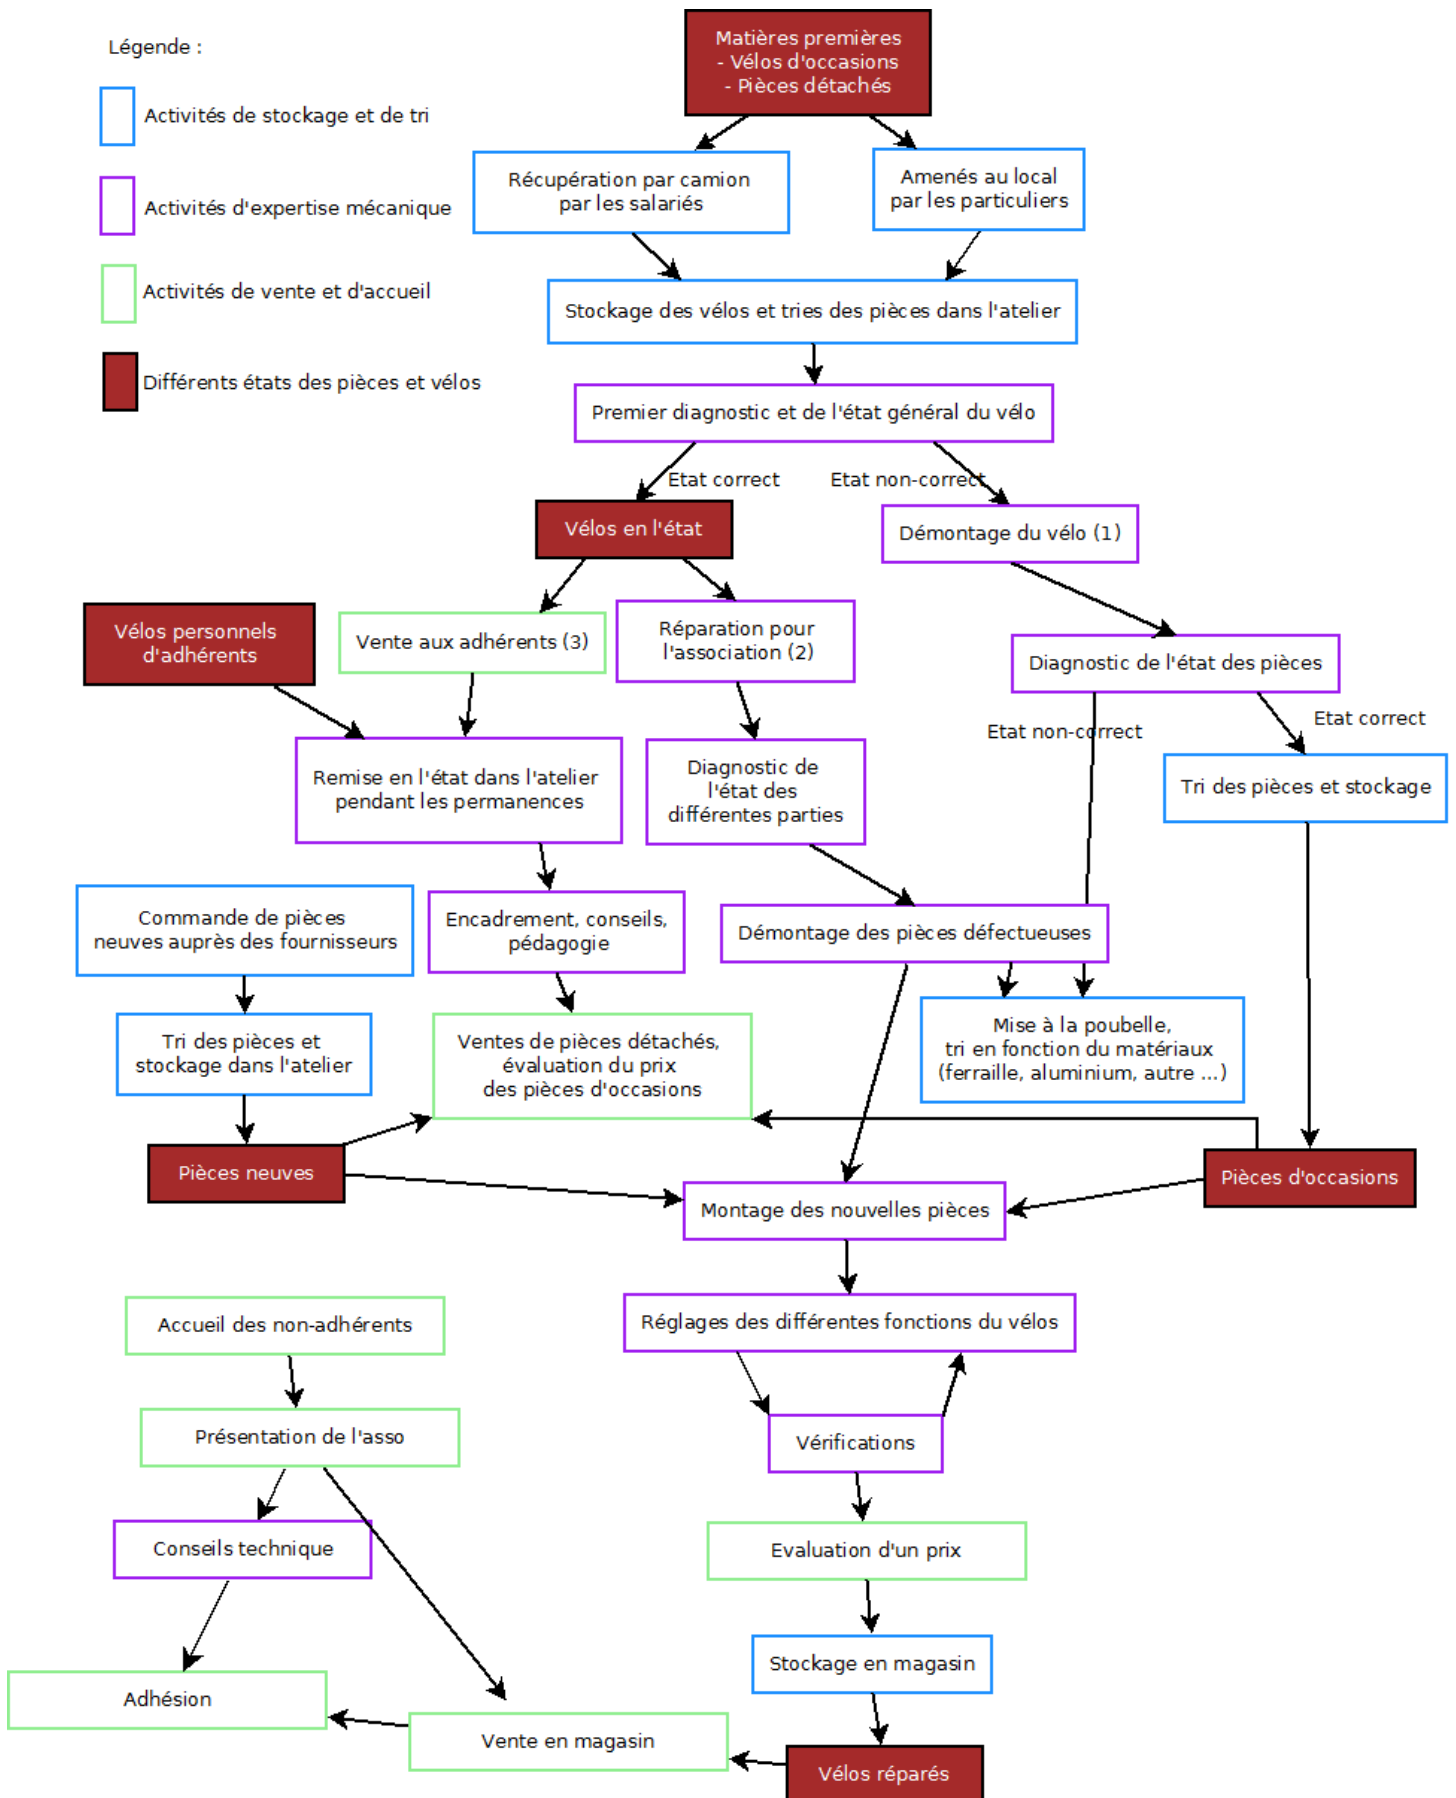 Légende :
Activités de stockage et de tri
Activités d'expertise mécanique
Activités de vente et d'accueil
Différents états des pièces et vélos
Matières premières
- Vélos d'occasions
- Pièces détachés
Récupération par camion
par les salariés
Amenés au local
par les particuliers
Stockage des vélos et tries des pièces dans l'atelier
Premier diagnostic et de l'état général du vélo
Etat correct
Etat non-correct
Vélos en l'état
Démontage du vélo (1)
Vélos personnels
d'adhérents
Vente aux adhérents (3)
Réparation pour
l'association (2)
Diagnostic de l'état des pièces
Etat non-correct
Etat correct
Remise en l'état dans l'atelier
pendant les permanences
Diagnostic de
l'état des
différentes parties
Tri des pièces et stockage
Commande de pièces
neuves auprès des fournisseurs
Encadrement, conseils,
pédagogie
Démontage des pièces défectueuses
Tri des pièces et
stockage dans l'atelier
Ventes de pièces détachés,
évaluation du prix
des pièces d'occasions
Mise à la poubelle,
tri en fonction du matériaux
(ferraille, aluminium, autre ...)
Pièces neuves
Pièces d'occasions
Montage des nouvelles pièces
Accueil des non-adhérents
Réglages des différentes fonctions du vélos
Présentation de l'asso
Vérifications
Conseils technique
Evaluation d'un prix
Stockage en magasin
Adhésion
Vente en magasin
Vélos réparés